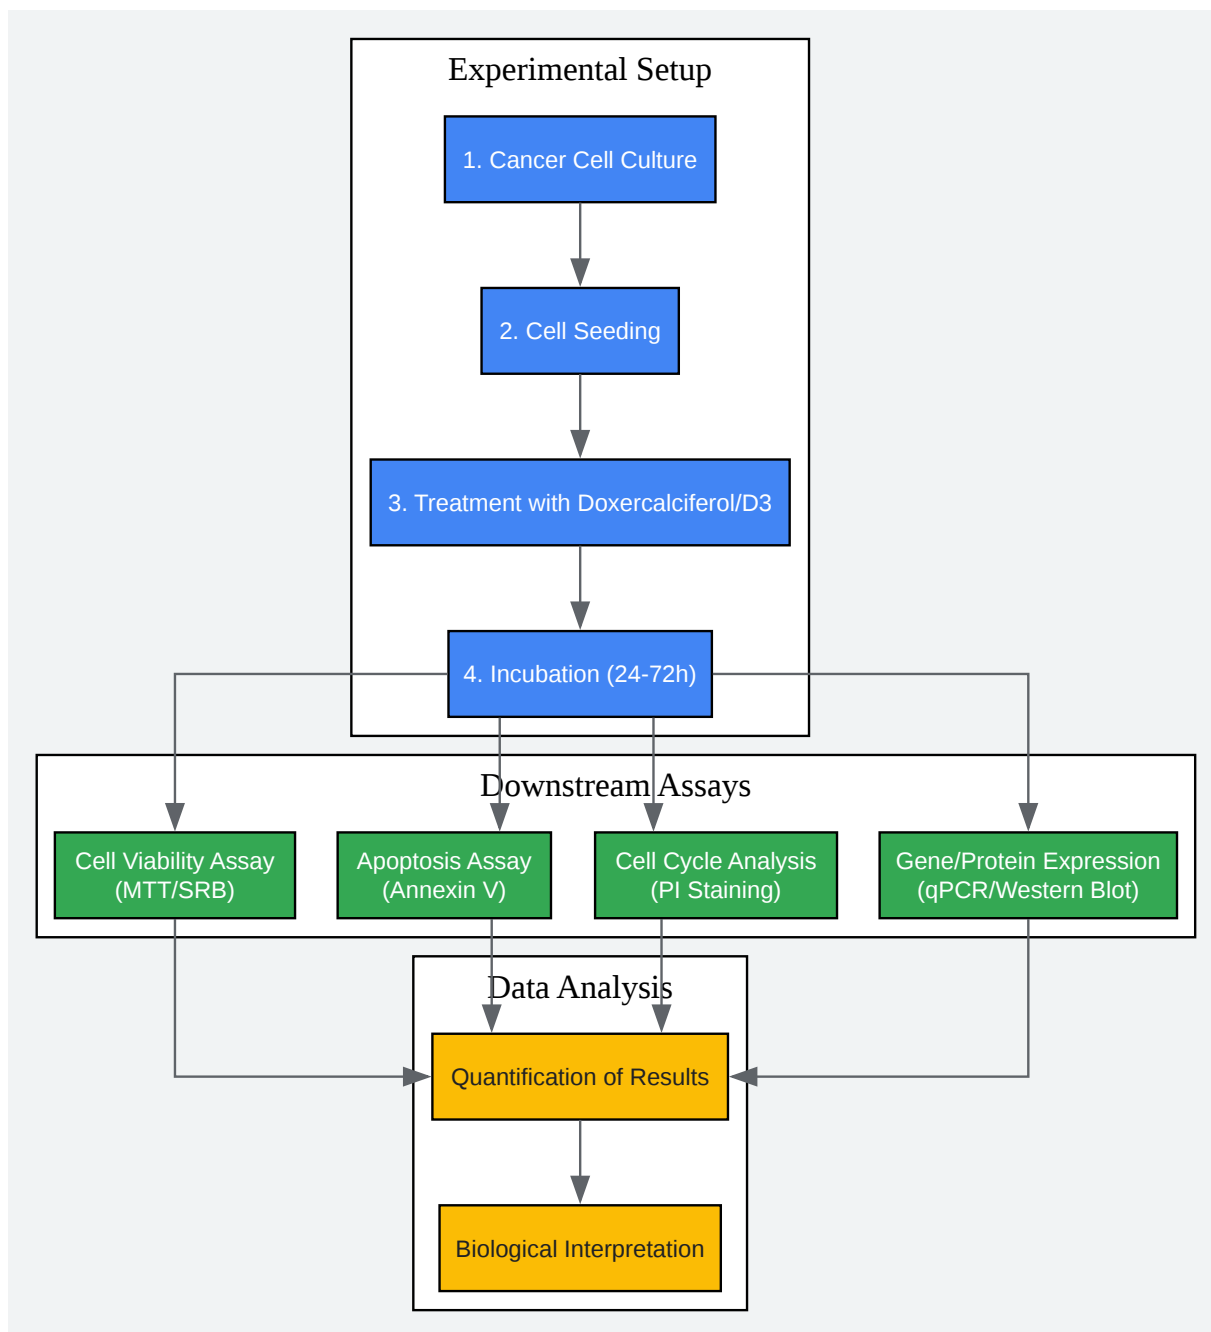 Experimental Setup
1. Cancer Cell Culture
2. Cell Seeding
3. Treatment with Doxercalciferol/D3
4. Incubation (24-72h)
Downstream Assays
Cell Viability Assay
(MTT/SRB)
Apoptosis Assay
(Annexin V)
Cell Cycle Analysis
(PI Staining)
Gene/Protein Expression
(qPCR/Western Blot)
Data Analysis
Quantification of Results
Biological Interpretation